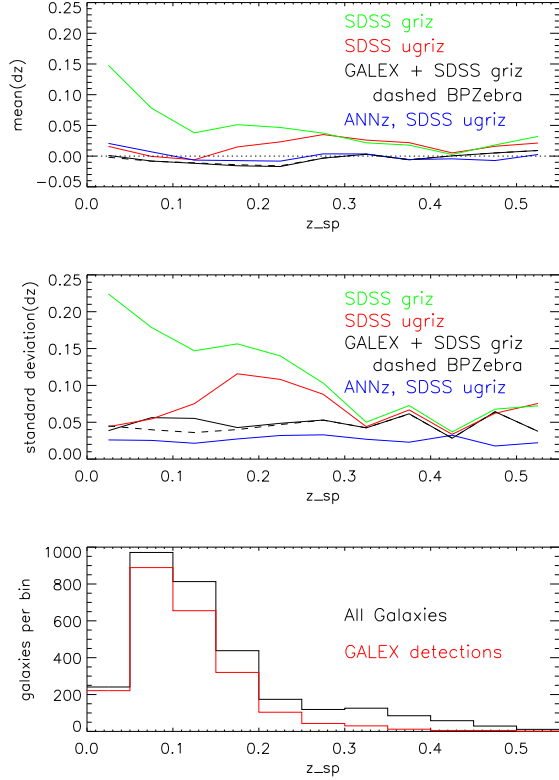 0.25
0.20
0.15
0.10
0.05
0.00
−0.05
mean(dz)
SDSS griz
SDSS ugriz
GALEX + SDSS griz
dashed BPZebra
ANNz, SDSS ugriz
0.0 0.1 0.2 0.3 0.4 0.5
z_sp
0.25
0.20
0.15
0.10
0.05
0.00
standard deviation(dz)
SDSS griz
SDSS ugriz
GALEX + SDSS griz
dashed BPZebra
ANNz, SDSS ugriz
0.0 0.1 0.2 0.3 0.4 0.5
z_sp
1000
800
600
400
200
0
galaxies per bin
All Galaxies
GALEX detections
0.0 0.1 0.2 0.3 0.4 0.5
z_sp